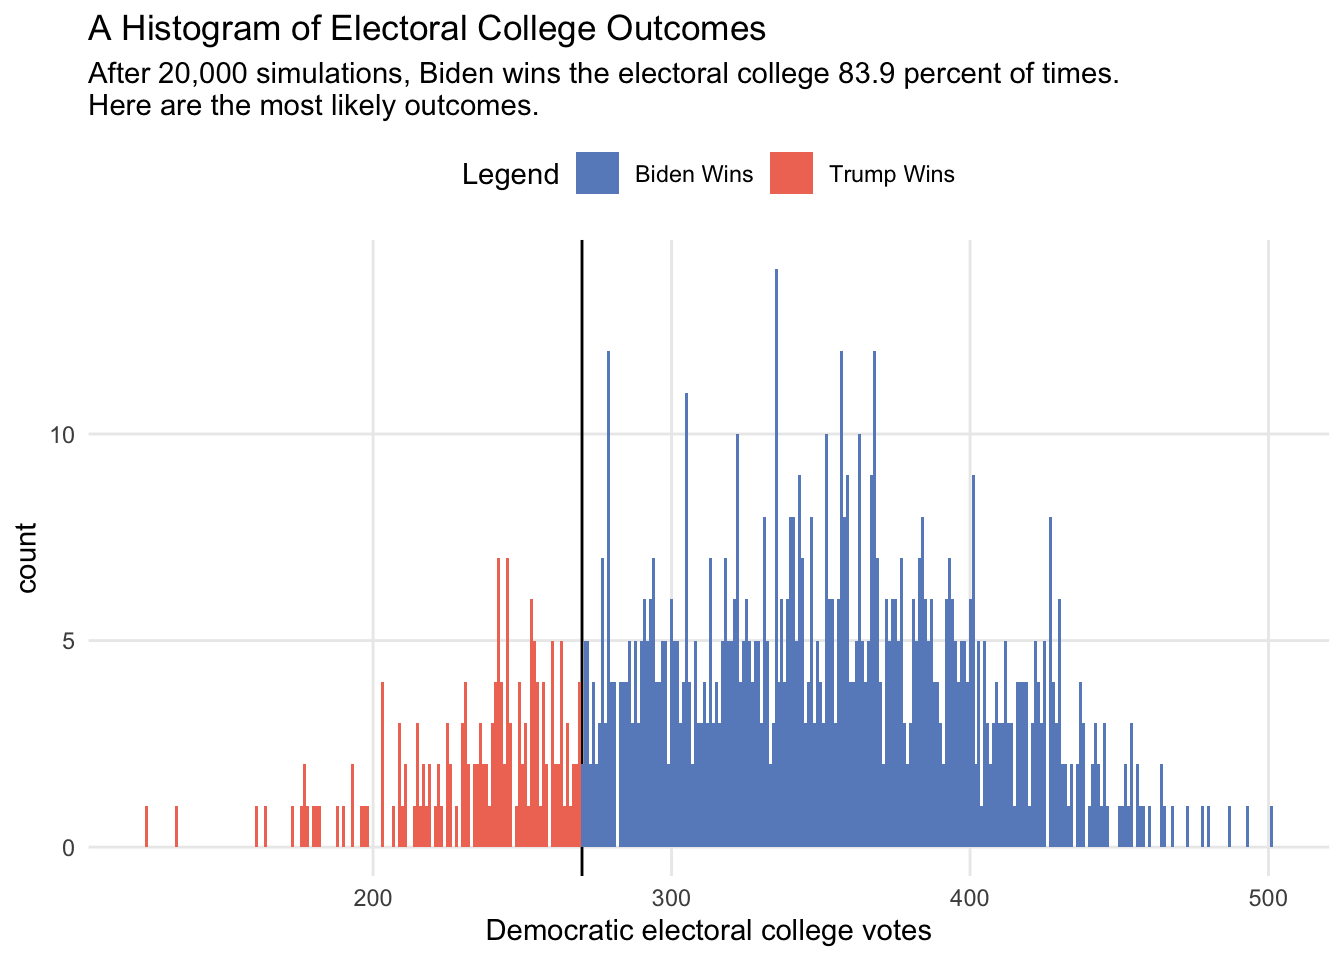 A Histogram of Electoral College Outcomes
After 20,000 simulations, Biden wins the electoral college 83.9 percent of times.
Here are the most likely outcomes.
Legend Biden Wins Trump Wins
10
5
0
count
200 300 400 500
Democratic electoral college votes